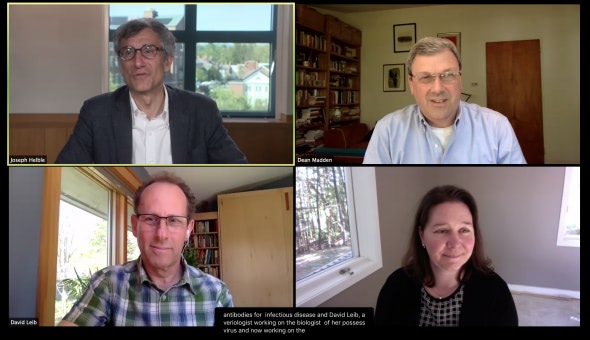 Joseph Helble
Dean Madden
David Leib
antibodies for  infectious disease and David Leib, a
veriologist working on the biologist  of her possess
virus and now working on the